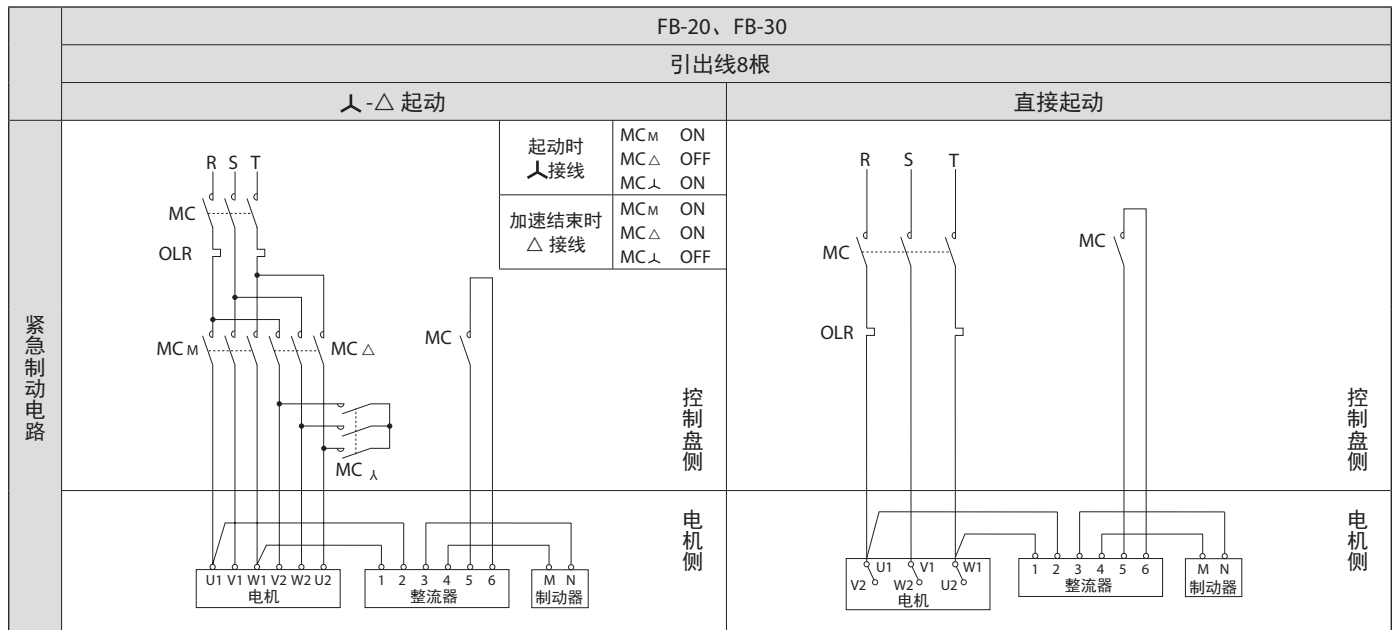 FB-20、FB-30
引出线8根
人-△ 起动
直接起动
紧急制动电路
R S T
MC
OLR
MCM
MC△
MC人
MC
起动时
人接线
MCM ON
MC△ OFF
MC人 ON
加速结束时
△ 接线
MCM ON
MC△ ON
MC人 OFF
控制盘侧
电机侧
U1 V1 W1 V2 W2 U2
电机
1 2 3 4 5 6
整流器
M N
制动器
R S T
MC
OLR
MC
控制盘侧
电机侧
U1 V1 W1
V2 W2 U2
电机
1 2 3 4 5 6
整流器
M N
制动器